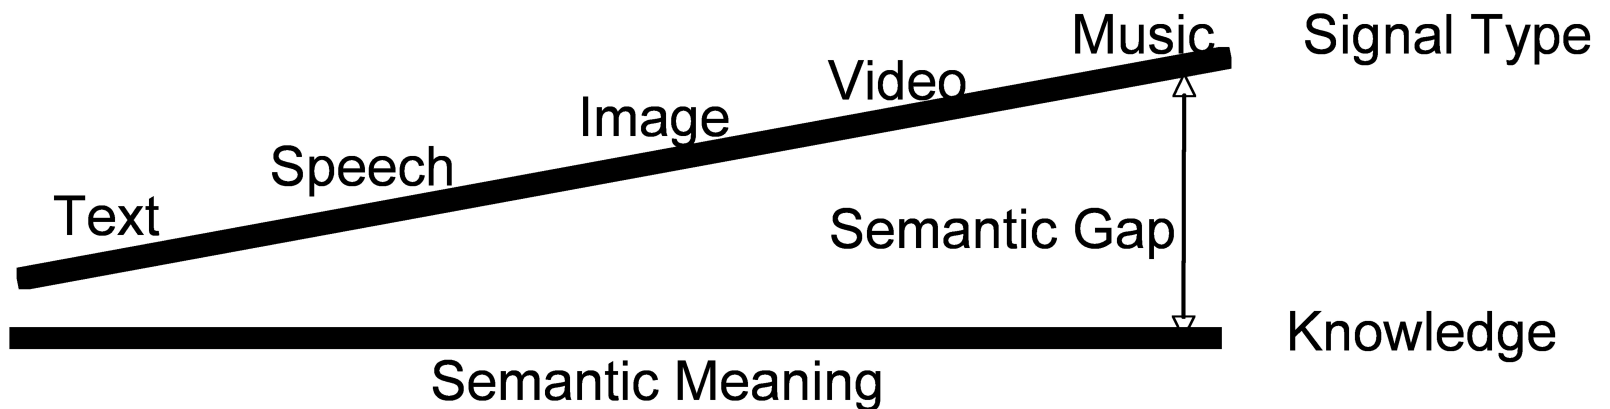 Music
Signal Type
Video
Image
Speech
Text
Semantic Gap
Knowledge
Semantic Meaning